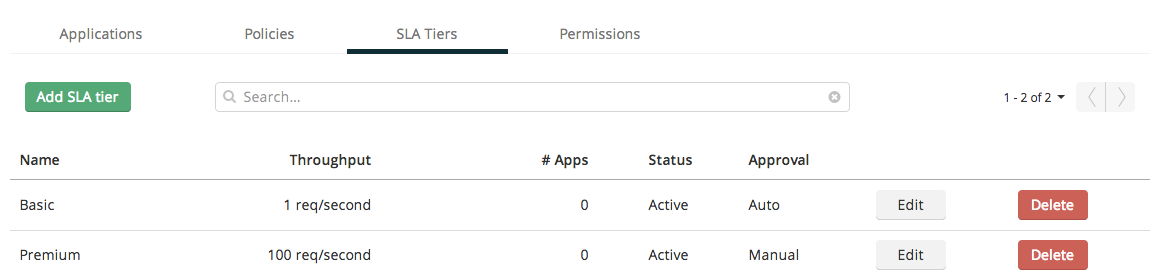 Applications Policies SLA Tiers Permissions
Add SLA tier Search... 1 - 2 of 2
Name Throughput # Apps Status Approval
Basic 1 req/second 0 Active Auto Edit Delete
Premium 100 req/second 0 Active Manual Edit Delete